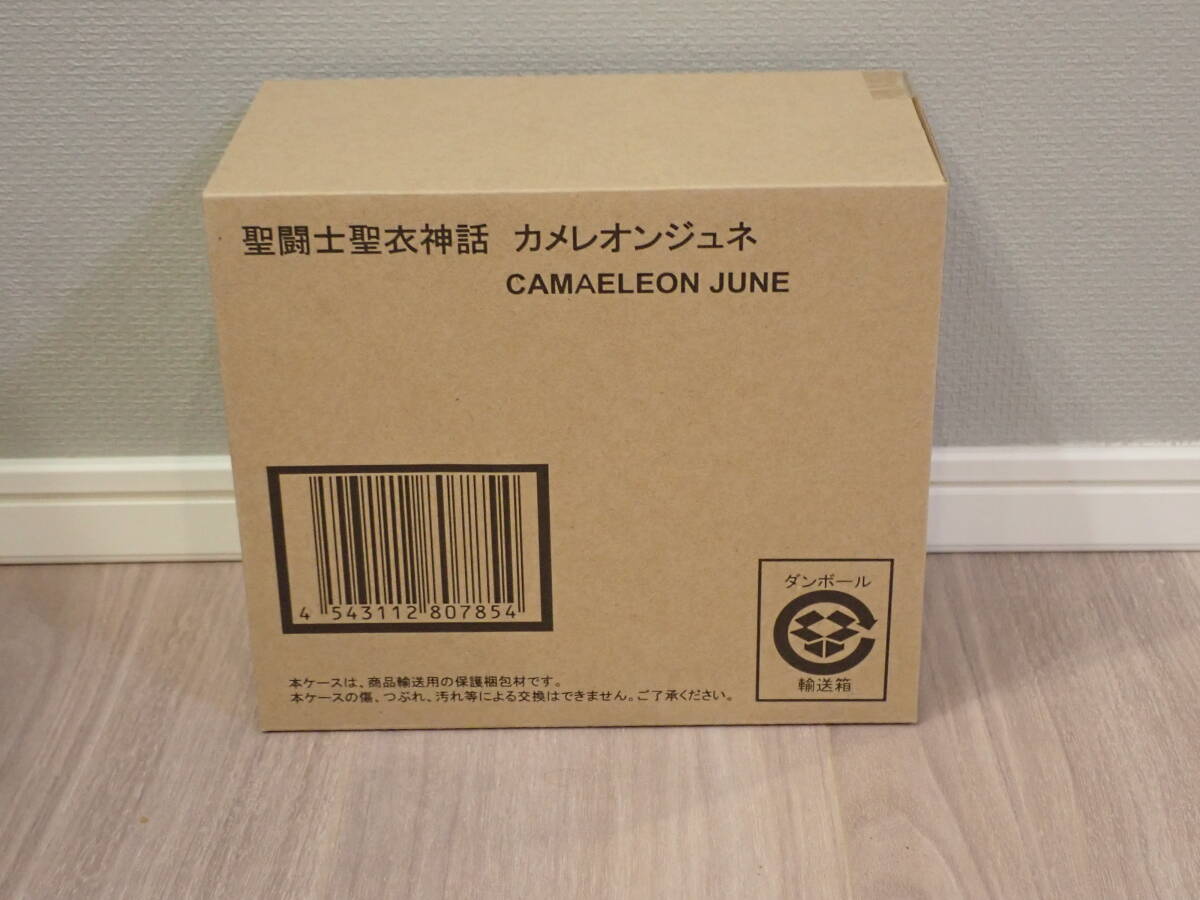 聖闘士聖衣神話 カメレオンジュネ
CAMAELEON JUNE
4 543112 807854
ダンボール
輸送箱
本ケースは、商品輸送用の保護梱包材です。
本ケースの傷、つぶれ、汚れ等による交換はできません。ご了承ください。